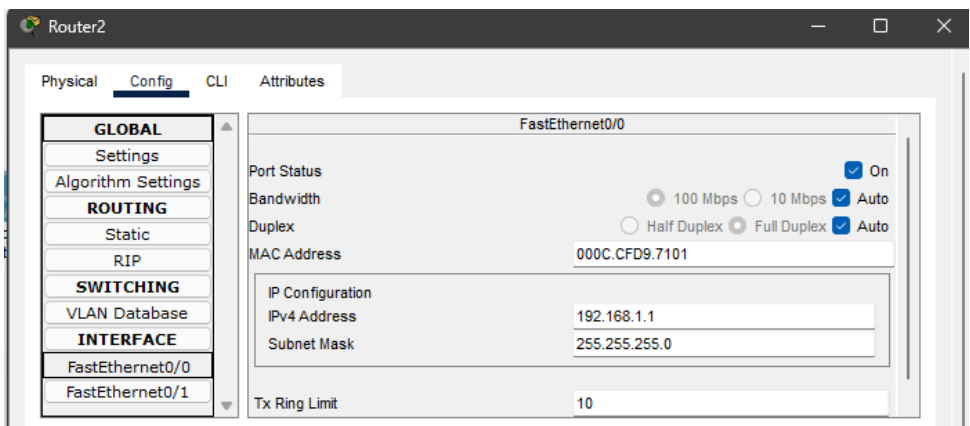 Router2
Physical Config CLI Attributes
GLOBAL
Settings
Algorithm Settings
ROUTING
Static
RIP
SWITCHING
VLAN Database
INTERFACE
FastEthernet0/0
FastEthernet0/1
FastEthernet0/0
Port Status On
Bandwidth 100 Mbps 10 Mbps Auto
Duplex Half Duplex Full Duplex Auto
MAC Address 000C.CFD9.7101
IP Configuration
IPv4 Address 192.168.1.1
Subnet Mask 255.255.255.0
Tx Ring Limit 10